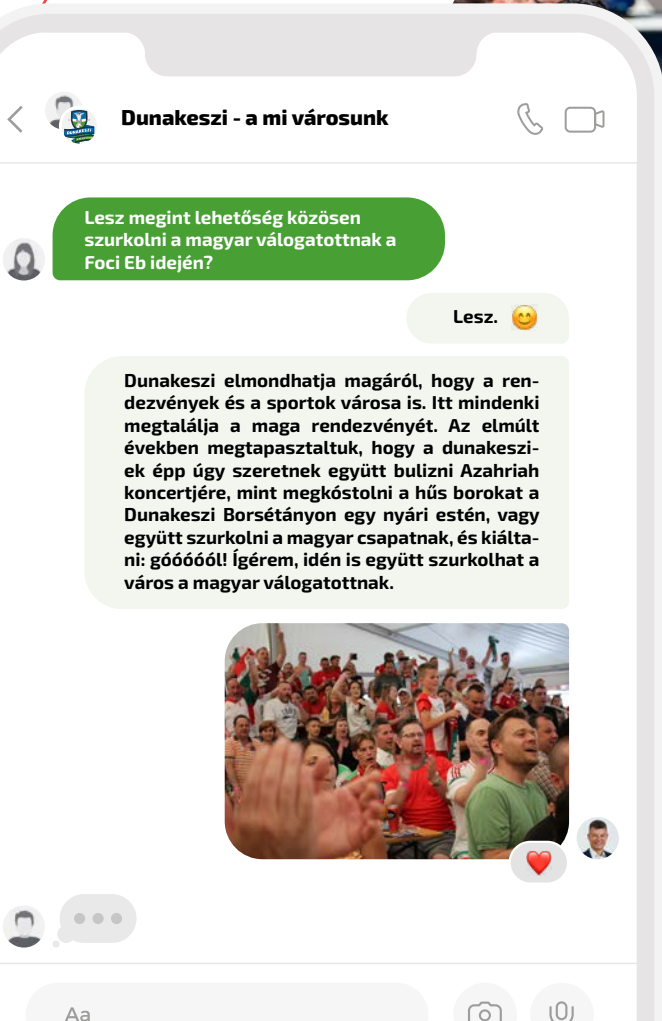 Dunakeszi - a mi városunk
Lesz megint lehetőség közösen
szurkolni a magyar válogatottnak a
Foci Eb idején?
Lesz. 😊
Dunakeszi elmondhatja magáról, hogy a ren-
dezvények és a sportok városa is. Itt mindenki
megtalálja a maga rendezvényét. Az elmúlt
években megtapasztaltuk, hogy a dunakeszi-
ek épp úgy szeretnek együtt bulizni Azahriah
koncertjére, mint megkóstolni a hűs borokat a
Dunakeszi Borsétányon egy nyári estén, vagy
együtt szurkolni a magyar csapatnak, és kiálta-
ni: góóóóól! Ígérem, idén is együtt szurkolhat a
város a magyar válogatottnak.
Aa